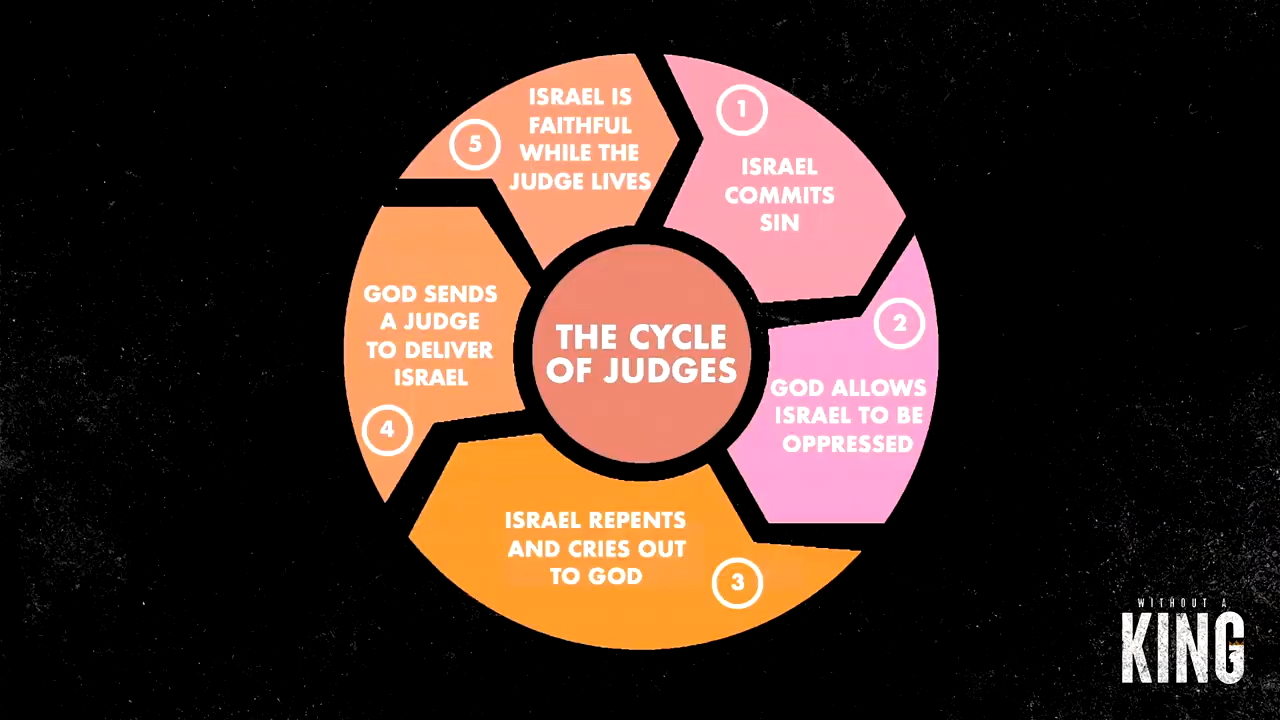 1
ISRAEL
COMMITS
SIN
2
GOD ALLOWS
ISRAEL TO BE
OPPRESSED
ISRAEL REPENTS
AND CRIES OUT
TO GOD
3
GOD SENDS
A JUDGE
TO DELIVER
ISRAEL
4
5
ISRAEL IS
FAITHFUL
WHILE THE
JUDGE LIVES
THE CYCLE
OF JUDGES
WITHOUT A
KING